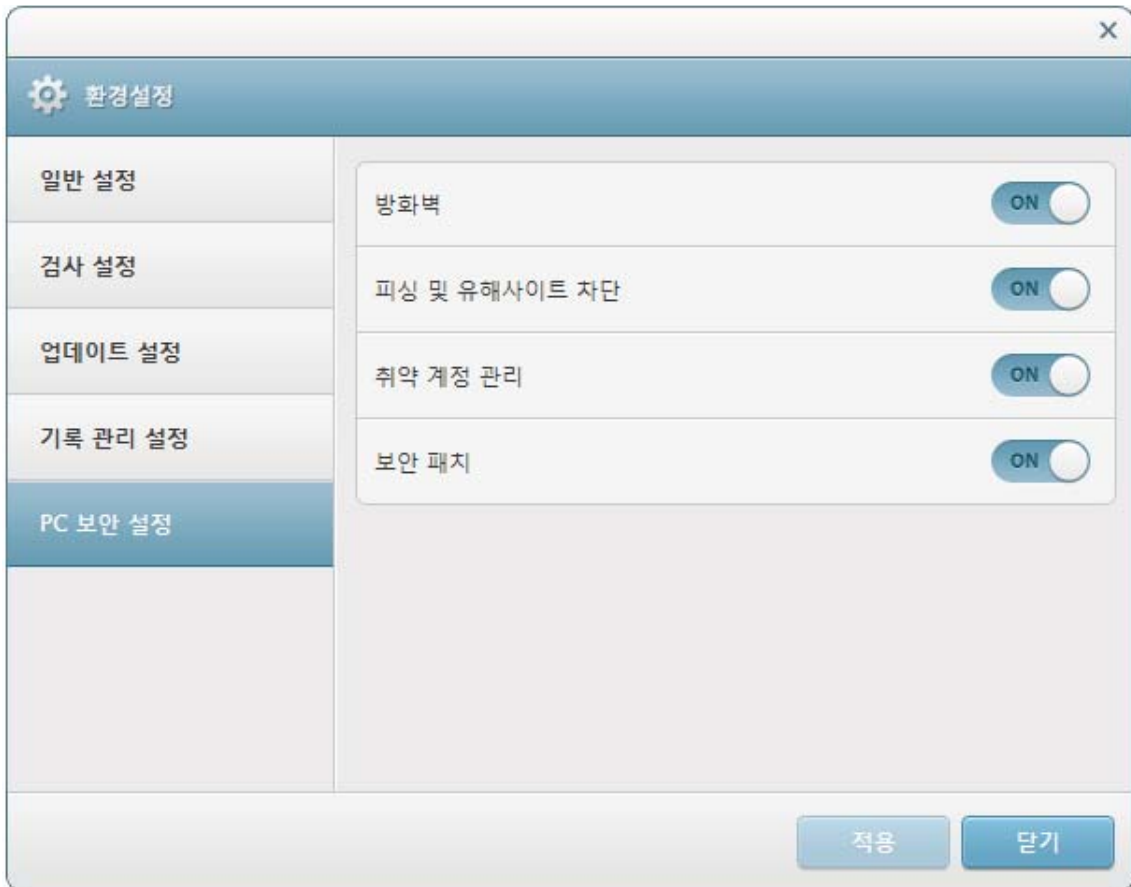 환경설정
일반 설정
검사 설정
업데이트 설정
기록 관리 설정
PC 보안 설정
방화벽 ON
피싱 및 유해사이트 차단 ON
취약 계정 관리 ON
보안 패치 ON
적용 닫기